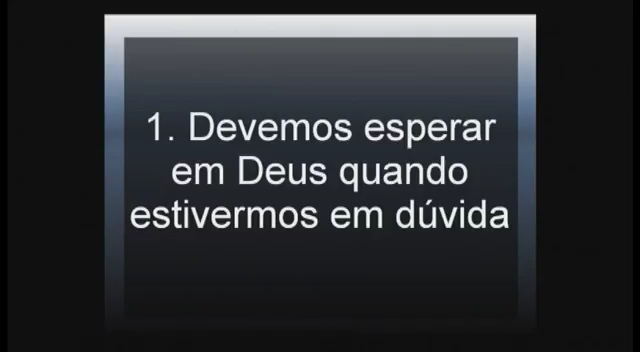 1. Devemos esperar
em Deus quando
estivermos em dúvida